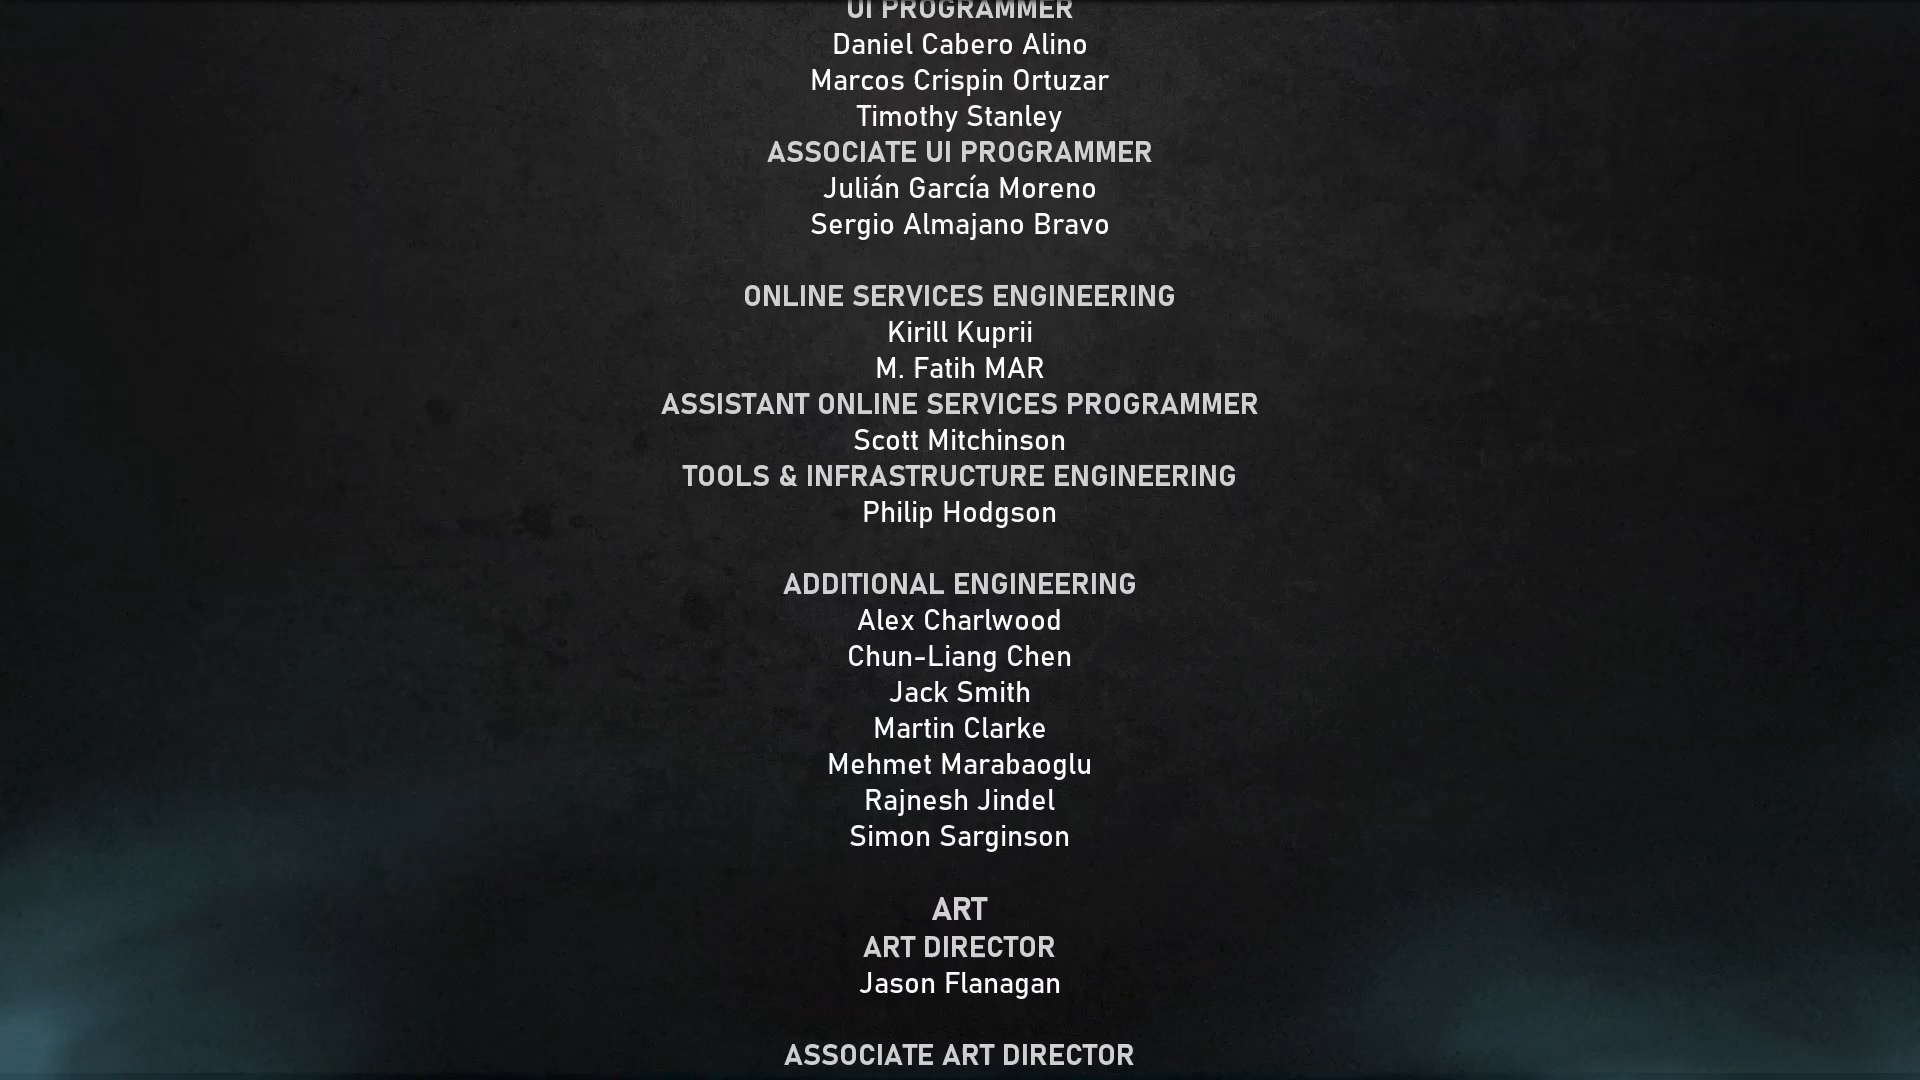 UI PROGRAMMER
Daniel Cabero Alino
Marcos Crispin Ortuzar
Timothy Stanley
ASSOCIATE UI PROGRAMMER
Julián García Moreno
Sergio Almajano Bravo
ONLINE SERVICES ENGINEERING
Kirill Kuprii
M. Fatih MAR
ASSISTANT ONLINE SERVICES PROGRAMMER
Scott Mitchinson
TOOLS & INFRASTRUCTURE ENGINEERING
Philip Hodgson
ADDITIONAL ENGINEERING
Alex Charlwood
Chun-Liang Chen
Jack Smith
Martin Clarke
Mehmet Marabaoglu
Rajnesh Jindel
Simon Sarginson
ART
ART DIRECTOR
Jason Flanagan
ASSOCIATE ART DIRECTOR